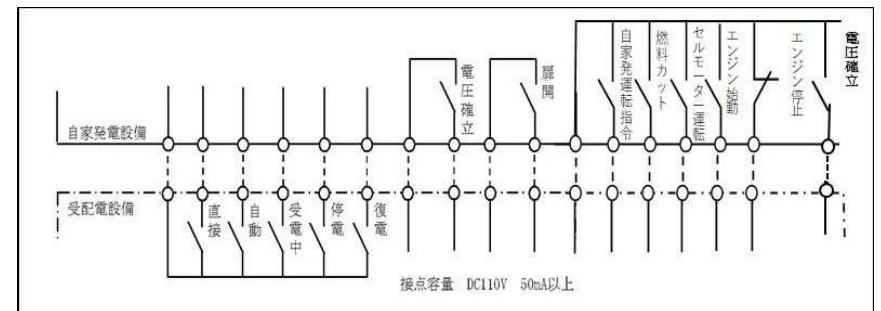 電圧確立
扉開
自家発運転指令
燃料カット
セルモーター運転
エンジン始動
エンジン停止
電圧確立
自家発電設備
受配電設備
直接
自動
受電中
停電
復電
接点容量 DC110V 50mA以上